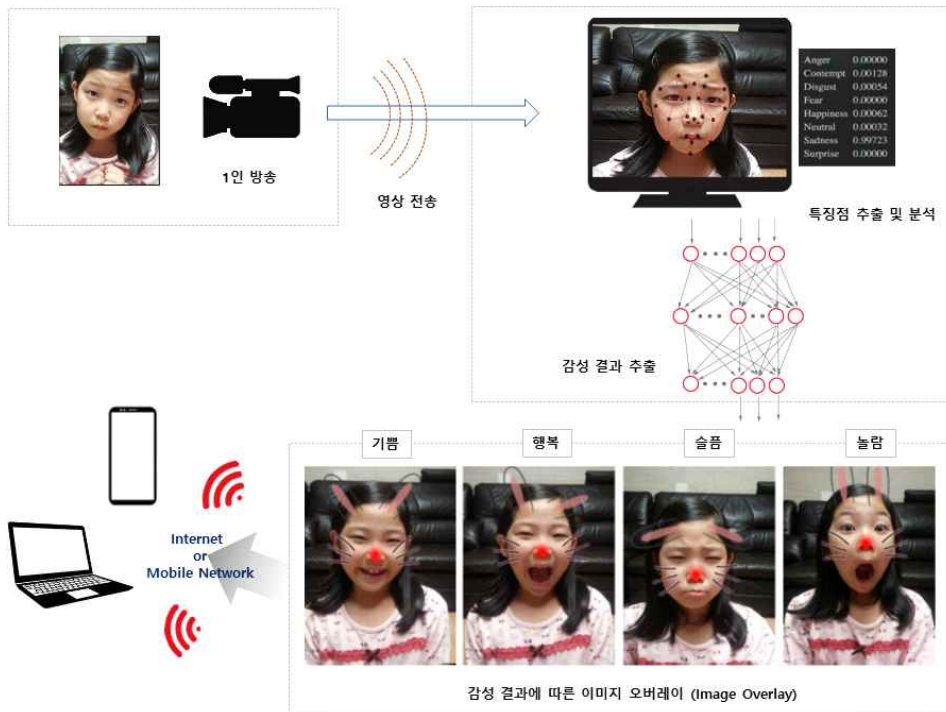 1인 방송
영상 전송
Anger 0.00000
Contempt 0.00128
Disgust 0.00054
Fear 0.00000
Happiness 0.00062
Neutral 0.00032
Sadness 0.99723
Surprise 0.00000
특징점 추출 및 분석
감성 결과 추출
기쁨
행복
슬픔
놀람
Internet
or
Mobile Network
감성 결과에 따른 이미지 오버레이 (Image Overlay)